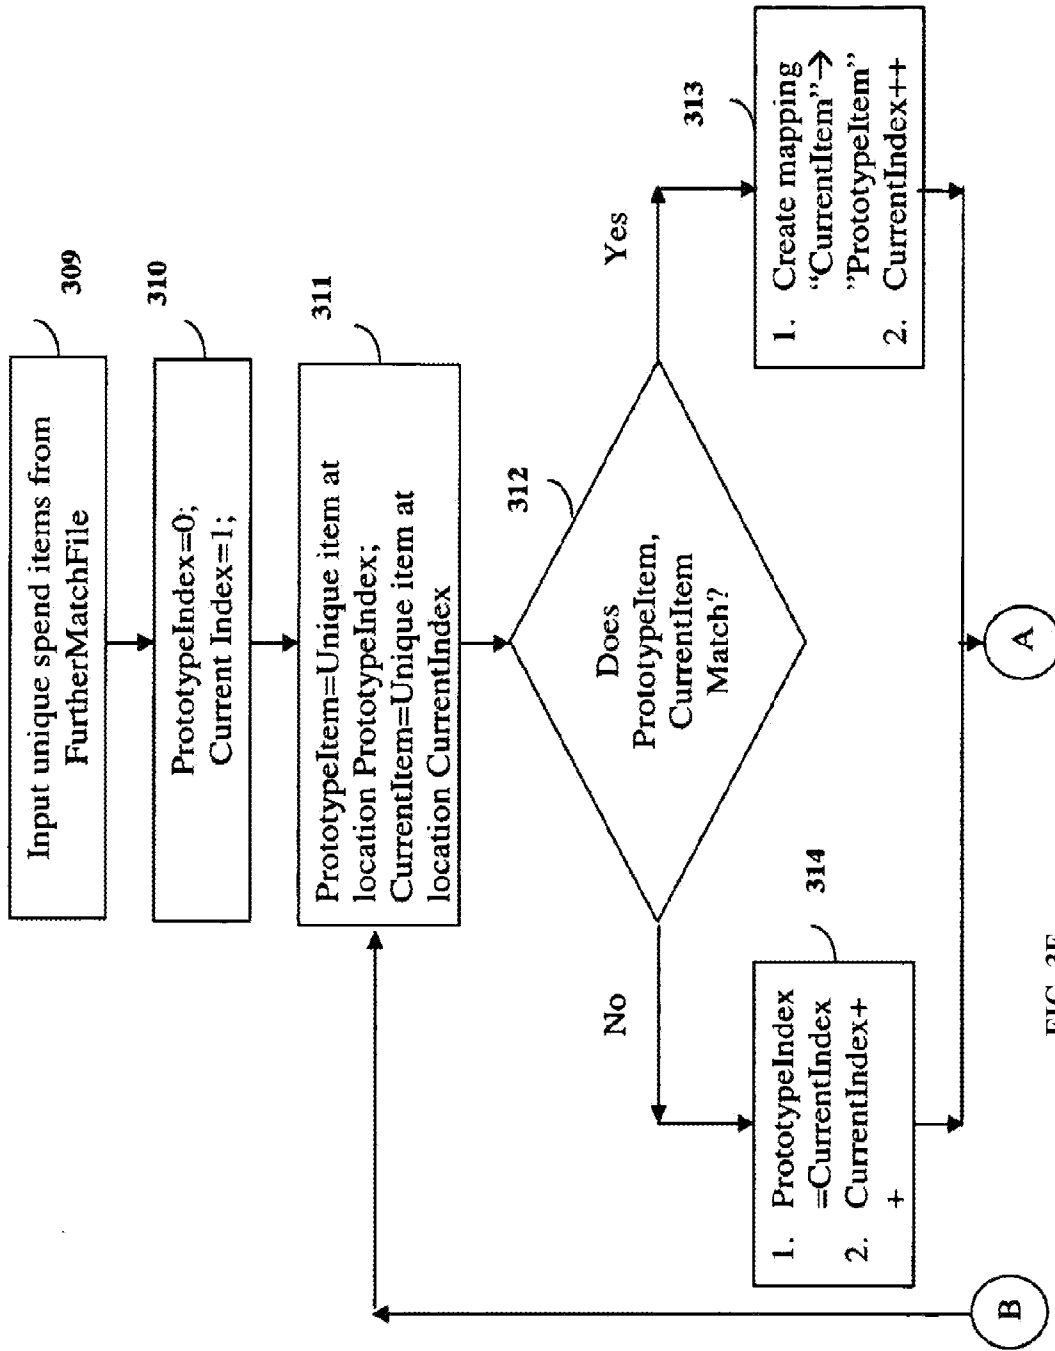 Input unique spend items from
FurtherMatchFile
309
PrototypeIndex=0;
Current Index=1;
310
PrototypeItem=Unique item at
location PrototypeIndex;
CurrentItem=Unique item at
location CurrentIndex
311
Does
PrototypeItem,
CurrentItem
Match?
312
No
Yes
1. PrototypeIndex
=CurrentIndex
2. CurrentIndex+
+
314
1. Create mapping
“CurrentItem”→
”PrototypeItem”
2. CurrentIndex++
313
B
A
FIG. 3E